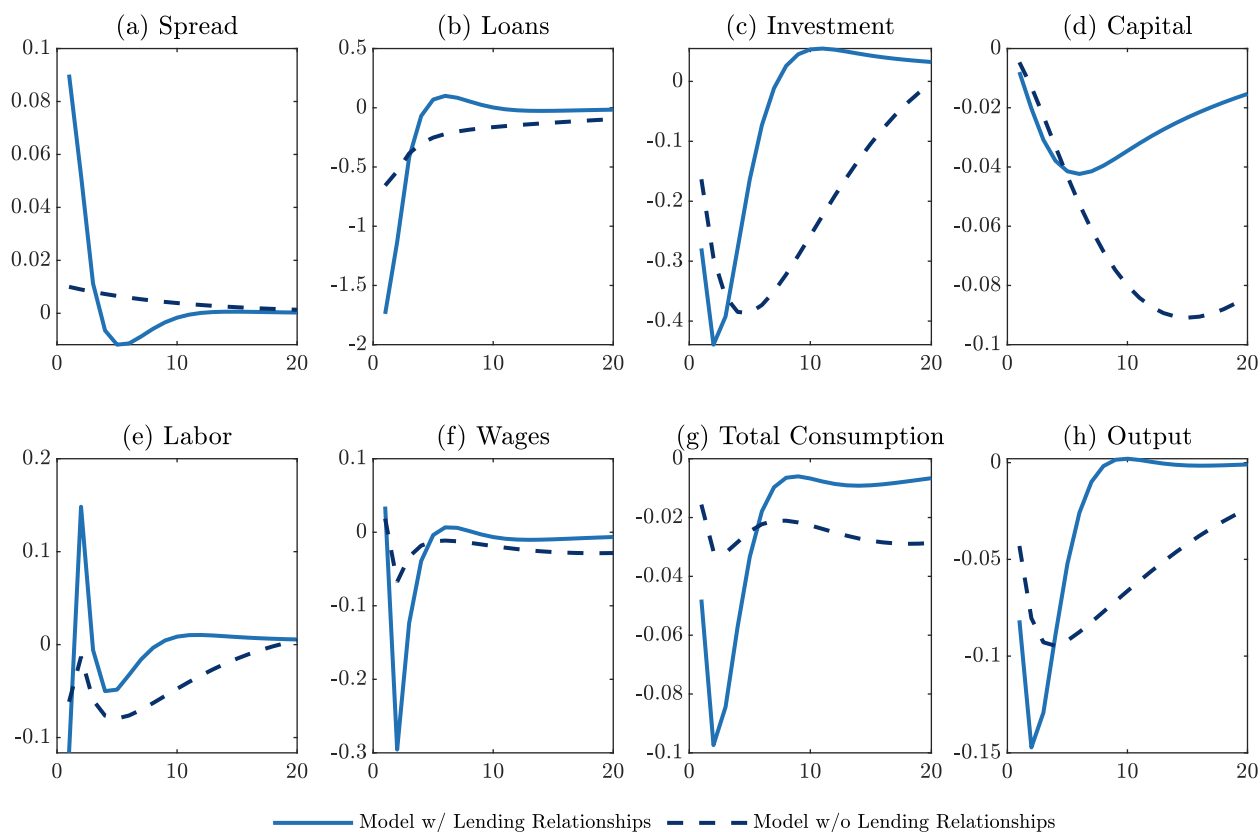 (a) Spread
(b) Loans
(c) Investment
(d) Capital
0.1
0.08
0.06
0.04
0.02
0
0 10 20
0.5
0
-0.5
-1
-1.5
-2
0 10 20
0
-0.1
-0.2
-0.3
-0.4
0 10 20
0
-0.02
-0.04
-0.06
-0.08
-0.1
0 10 20
(e) Labor
(f) Wages
(g) Total Consumption
(h) Output
0.2
0.1
0
-0.1
0 10 20
0.1
0
-0.1
-0.2
-0.3
0 10 20
0
-0.02
-0.04
-0.06
-0.08
-0.1
0 10 20
0
-0.05
-0.1
-0.15
0 10 20
Model w/ Lending Relationships
Model w/o Lending Relationships